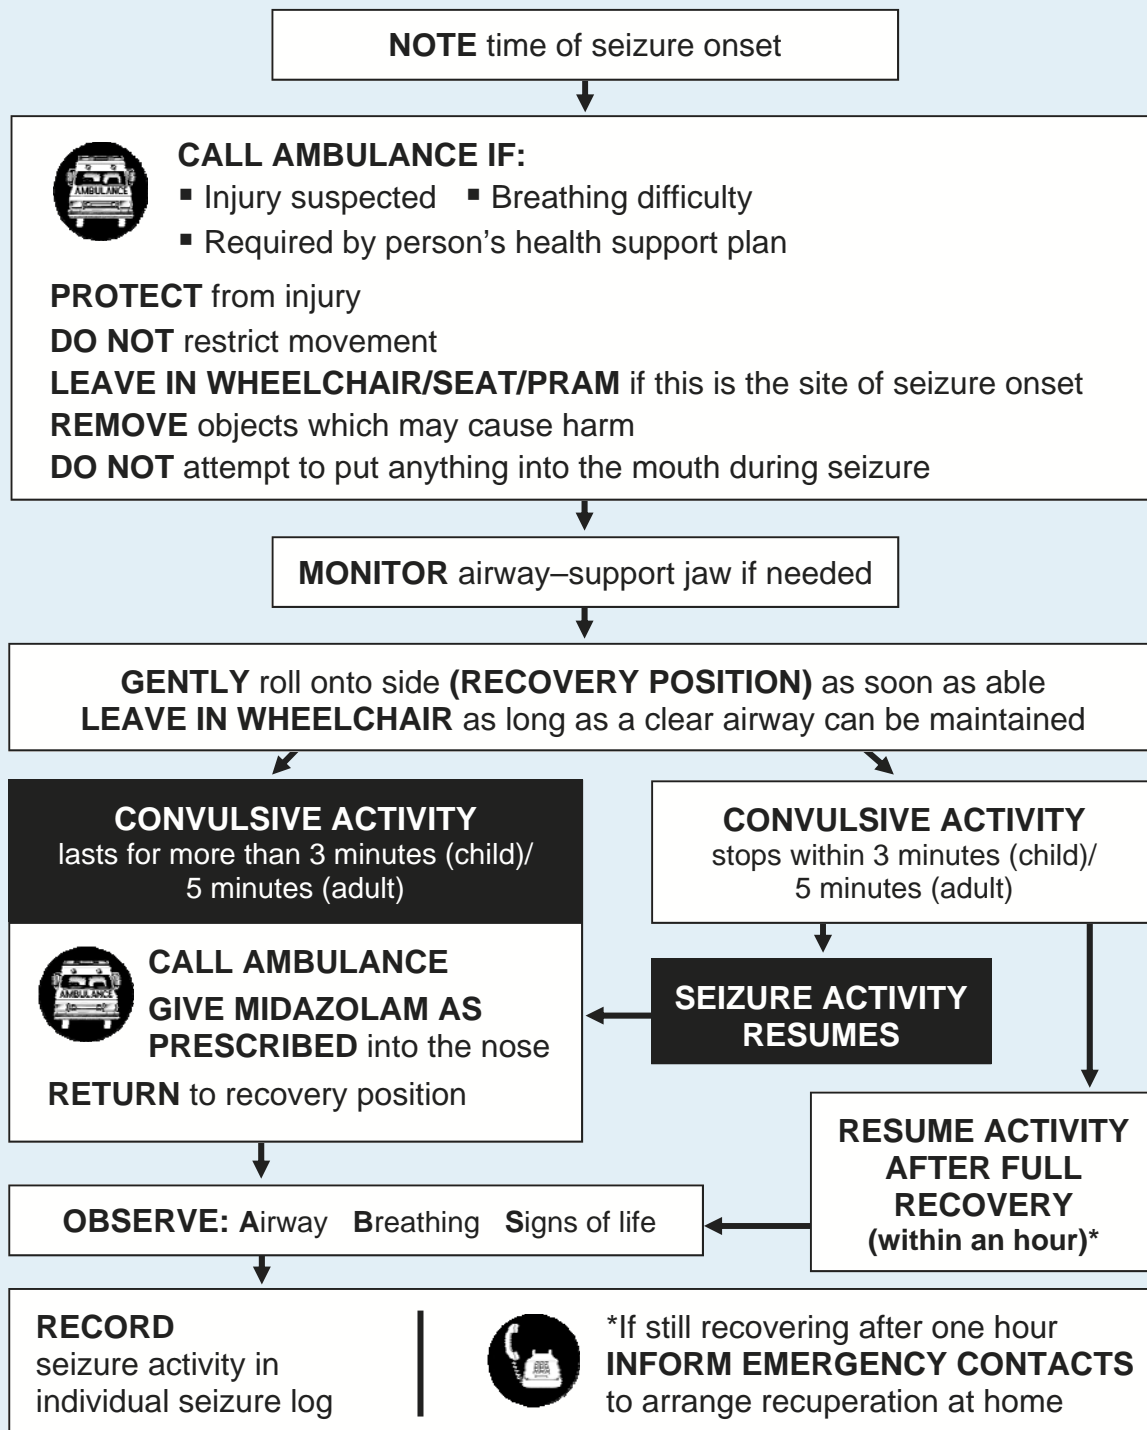 NOTE time of seizure onset
CALL AMBULANCE IF:
▪ Injury suspected ▪ Breathing difficulty
▪ Required by person's health support plan
PROTECT from injury
DO NOT restrict movement
LEAVE IN WHEELCHAIR/SEAT/PRAM if this is the site of seizure onset
REMOVE objects which may cause harm
DO NOT attempt to put anything into the mouth during seizure
AMBULANCE
MONITOR airway–support jaw if needed
GENTLY roll onto side (RECOVERY POSITION) as soon as able
LEAVE IN WHEELCHAIR as long as a clear airway can be maintained
CONVULSIVE ACTIVITY
lasts for more than 3 minutes (child)/
5 minutes (adult)
CALL AMBULANCE
GIVE MIDAZOLAM AS
PRESCRIBED into the nose
RETURN to recovery position
AMBULANCE
CONVULSIVE ACTIVITY
stops within 3 minutes (child)/
5 minutes (adult)
SEIZURE ACTIVITY
RESUMES
RESUME ACTIVITY
AFTER FULL
RECOVERY
(within an hour)*
OBSERVE: Airway Breathing Signs of life
RECORD
seizure activity in
individual seizure log
*If still recovering after one hour
INFORM EMERGENCY CONTACTS
to arrange recuperation at home